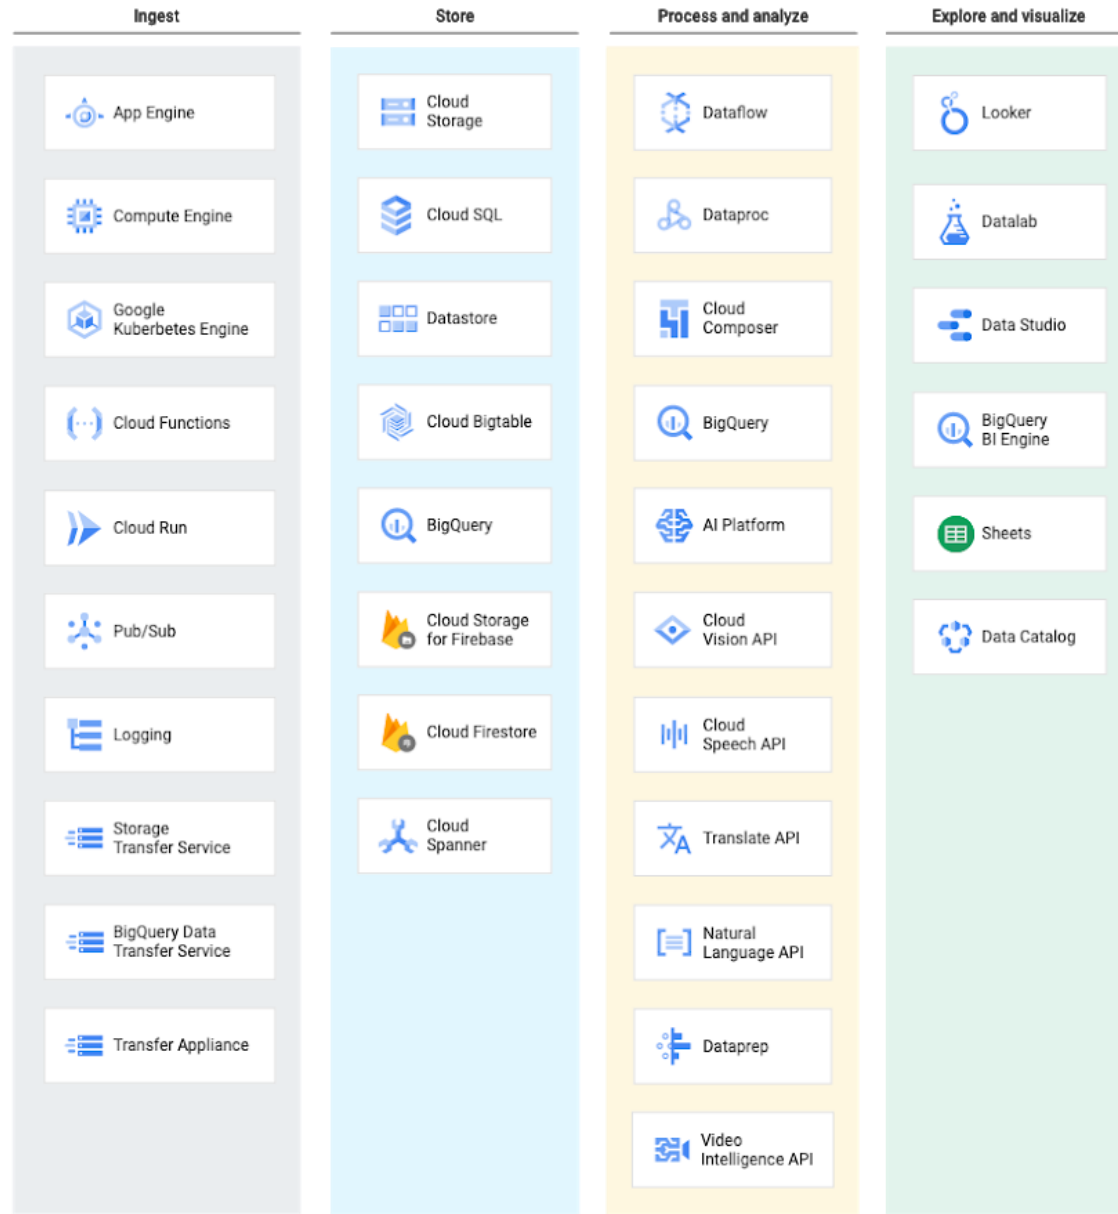 Ingest
App Engine
Compute Engine
Google
Kuberbetes Engine
Cloud Functions
Cloud Run
Pub/Sub
Logging
Storage
Transfer Service
BigQuery Data
Transfer Service
Transfer Appliance
Store
Cloud
Storage
Cloud SQL
Datastore
Cloud Bigtable
BigQuery
Cloud Storage
for Firebase
Cloud Firestore
Cloud
Spanner
Process and analyze
Dataflow
Dataproc
Cloud
Composer
BigQuery
AI Platform
Cloud
Vision API
Cloud
Speech API
Translate API
Natural
Language API
Dataprep
Video
Intelligence API
Explore and visualize
Looker
Datalab
Data Studio
BigQuery
BI Engine
Sheets
Data Catalog